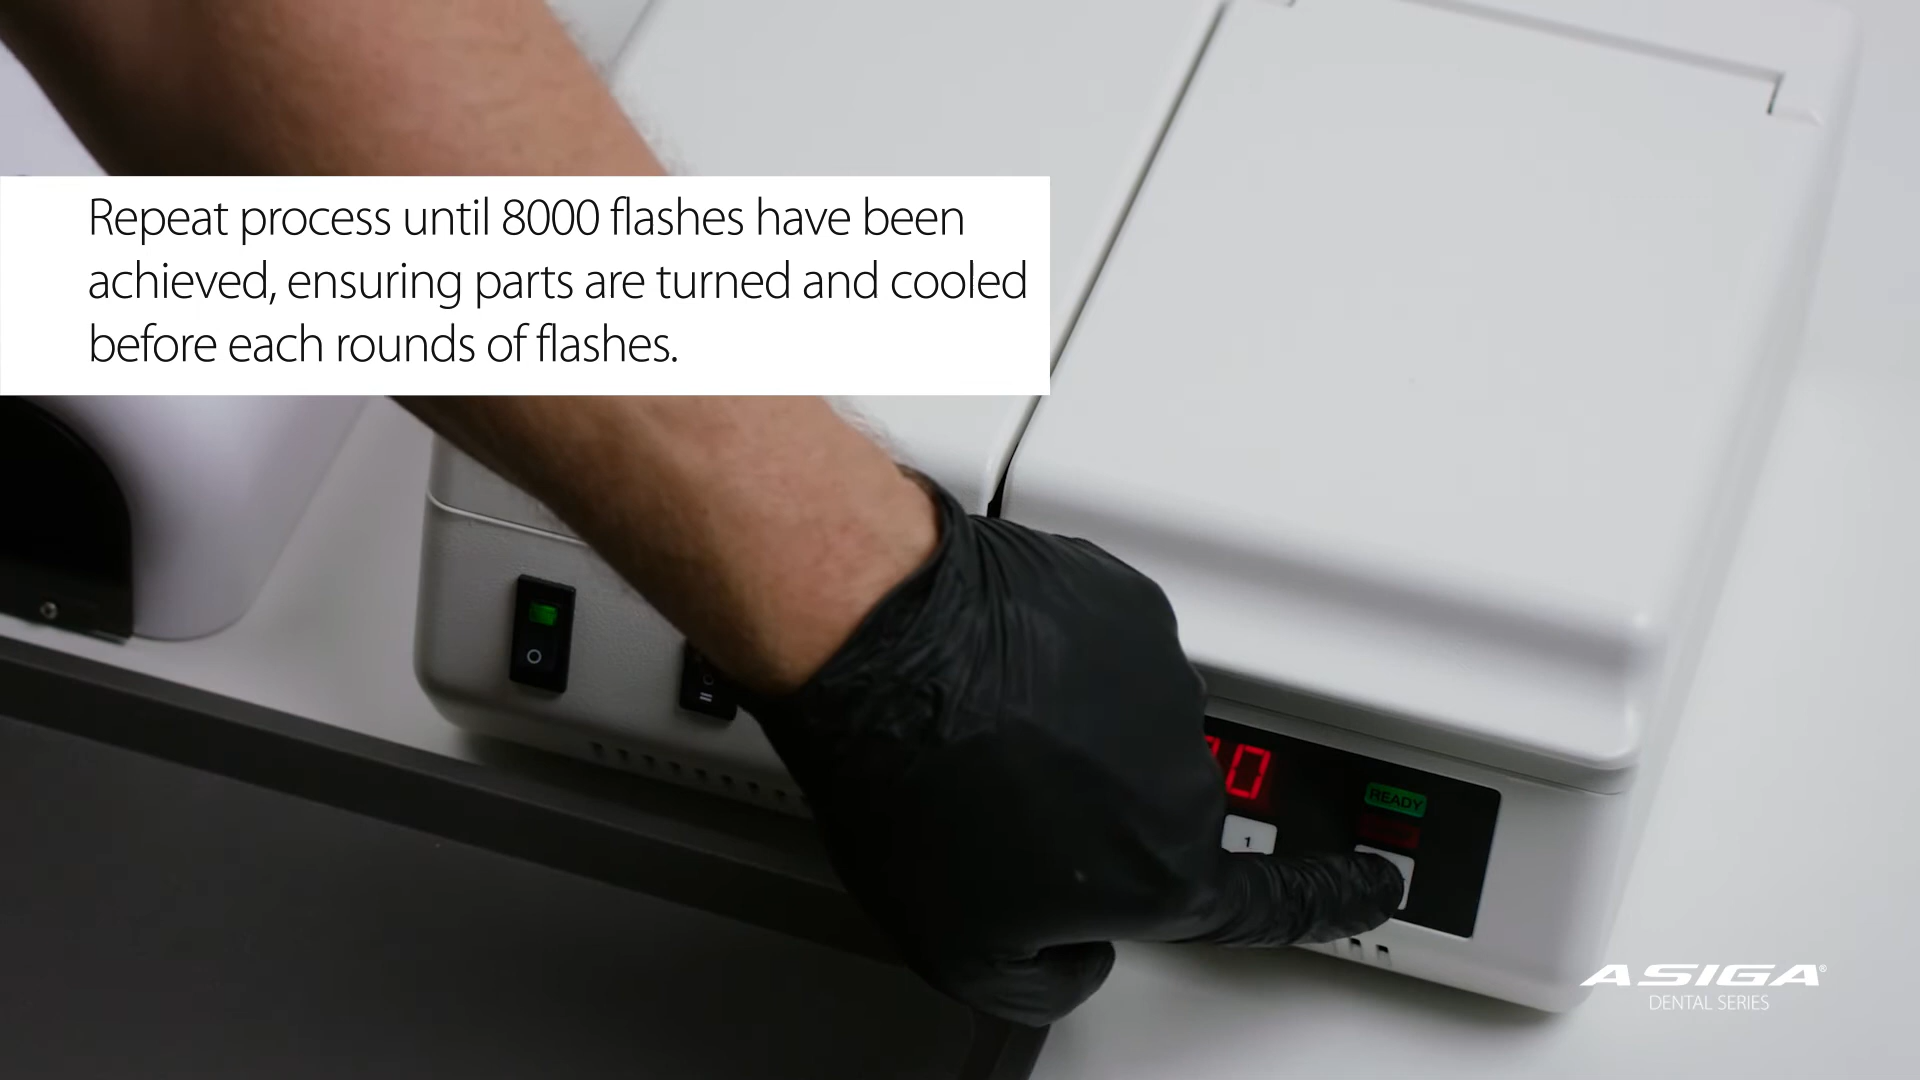 Repeat process until 8000 flashes have been
achieved, ensuring parts are turned and cooled
before each rounds of flashes.
0
READY
1
ASIGA®
DENTAL SERIES